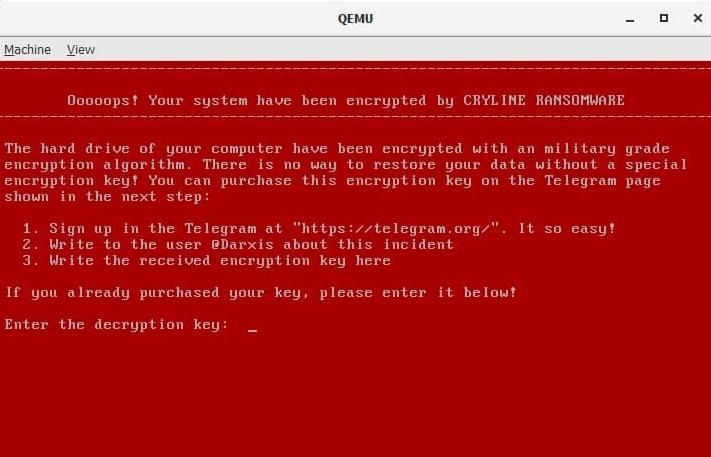 QEMU
Machine View
Ooooops! Your system have been encrypted by CRYLINE RANSOMWARE
The hard drive of your computer have been encrypted with an military grade
encryption algorithm. There is no way to restore your data without a special
encryption key! You can purchase this encryption key on the Telegram page
shown in the next step:
1. Sign up in the Telegram at "https://telegram.org/". It so easy!
2. Write to the user @Darxis about this incident
3. Write the received encryption key here
If you already purchased your key, please enter it below!
Enter the decryption key: _